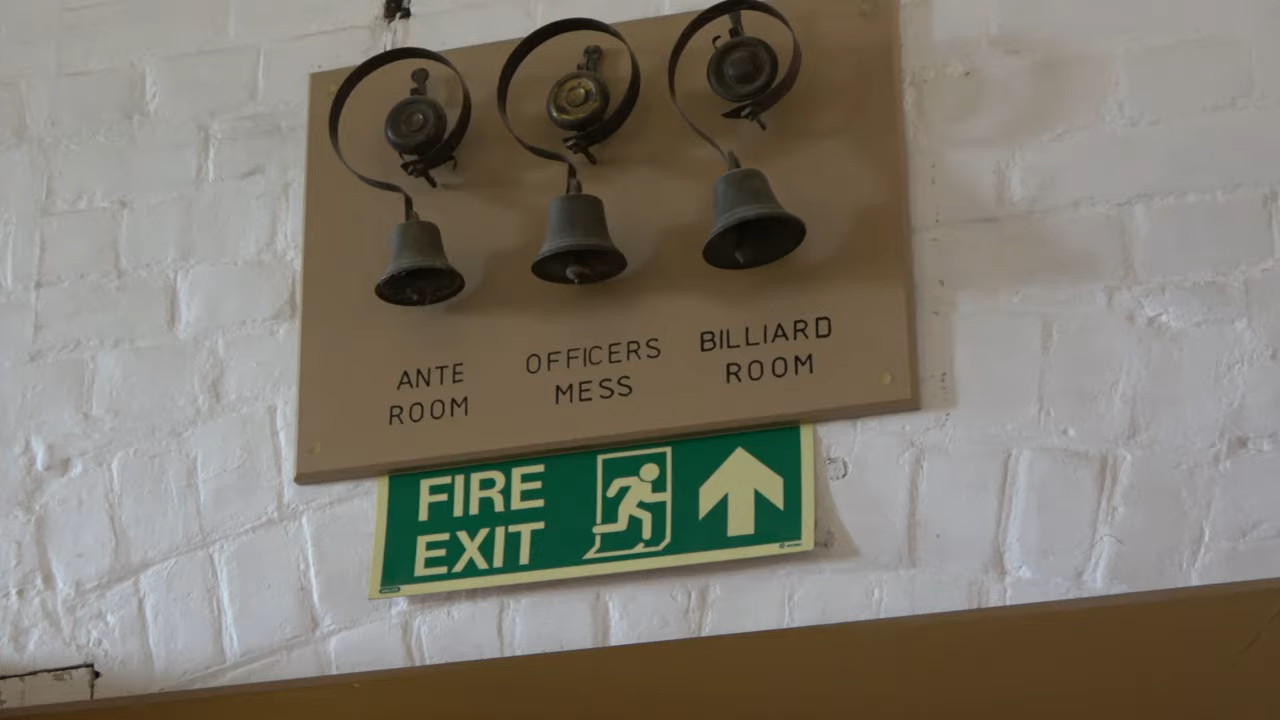 ANTE
ROOM
OFFICERS
MESS
BILLIARD
ROOM
FIRE
EXIT